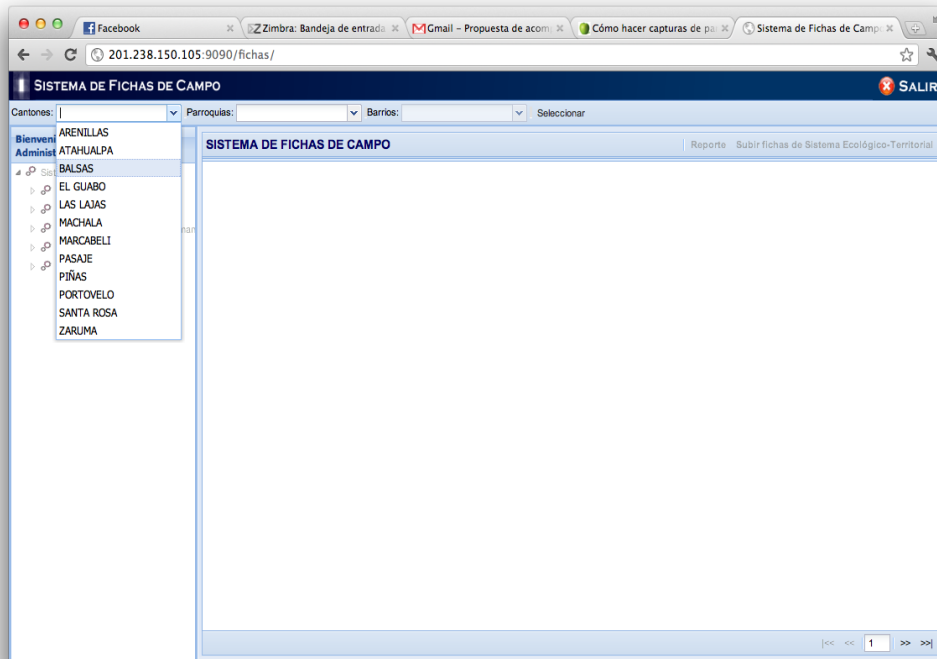 Facebook
Zimbra: Bandeja de entrada
Gmail – Propuesta de acom
Cómo hacer capturas de pa
Sistema de Fichas de Camp
201.238.150.105:9090/fichas/
SISTEMA DE FICHAS DE CAMPO
SALIR
Cantones:
Parroquias:
Barrios:
Seleccionar
Bienveni
Administ
Sist
ARENILLAS
ATAHUALPA
BALSAS
EL GUABO
LAS LAJAS
MACHALA
MARCABELI
PASAJE
PIÑAS
PORTOVELO
SANTA ROSA
ZARUMA
SISTEMA DE FICHAS DE CAMPO
Reporte
Subir fichas de Sistema Ecológico-Territorial
|<< << 1 >> >>|